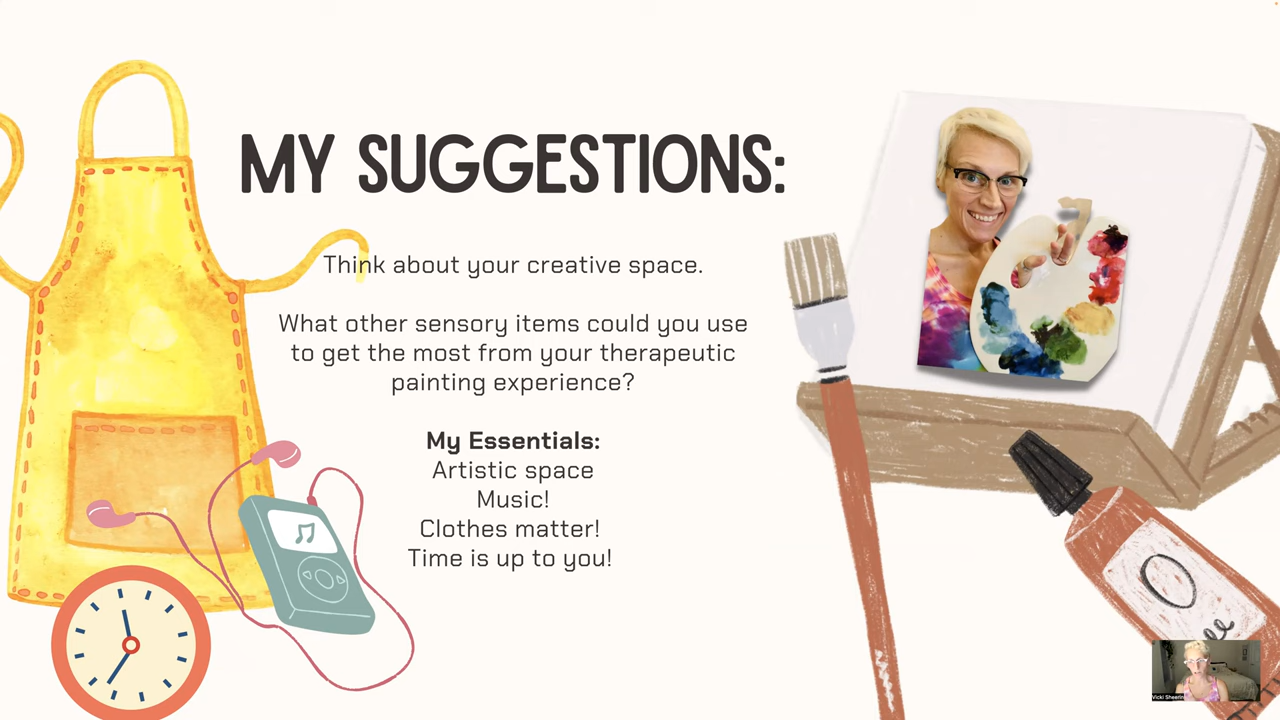 MY SUGGESTIONS:
Think about your creative space.
What other sensory items could you use
to get the most from your therapeutic
painting experience?
My Essentials:
Artistic space
Music!
Clothes matter!
Time is up to you!